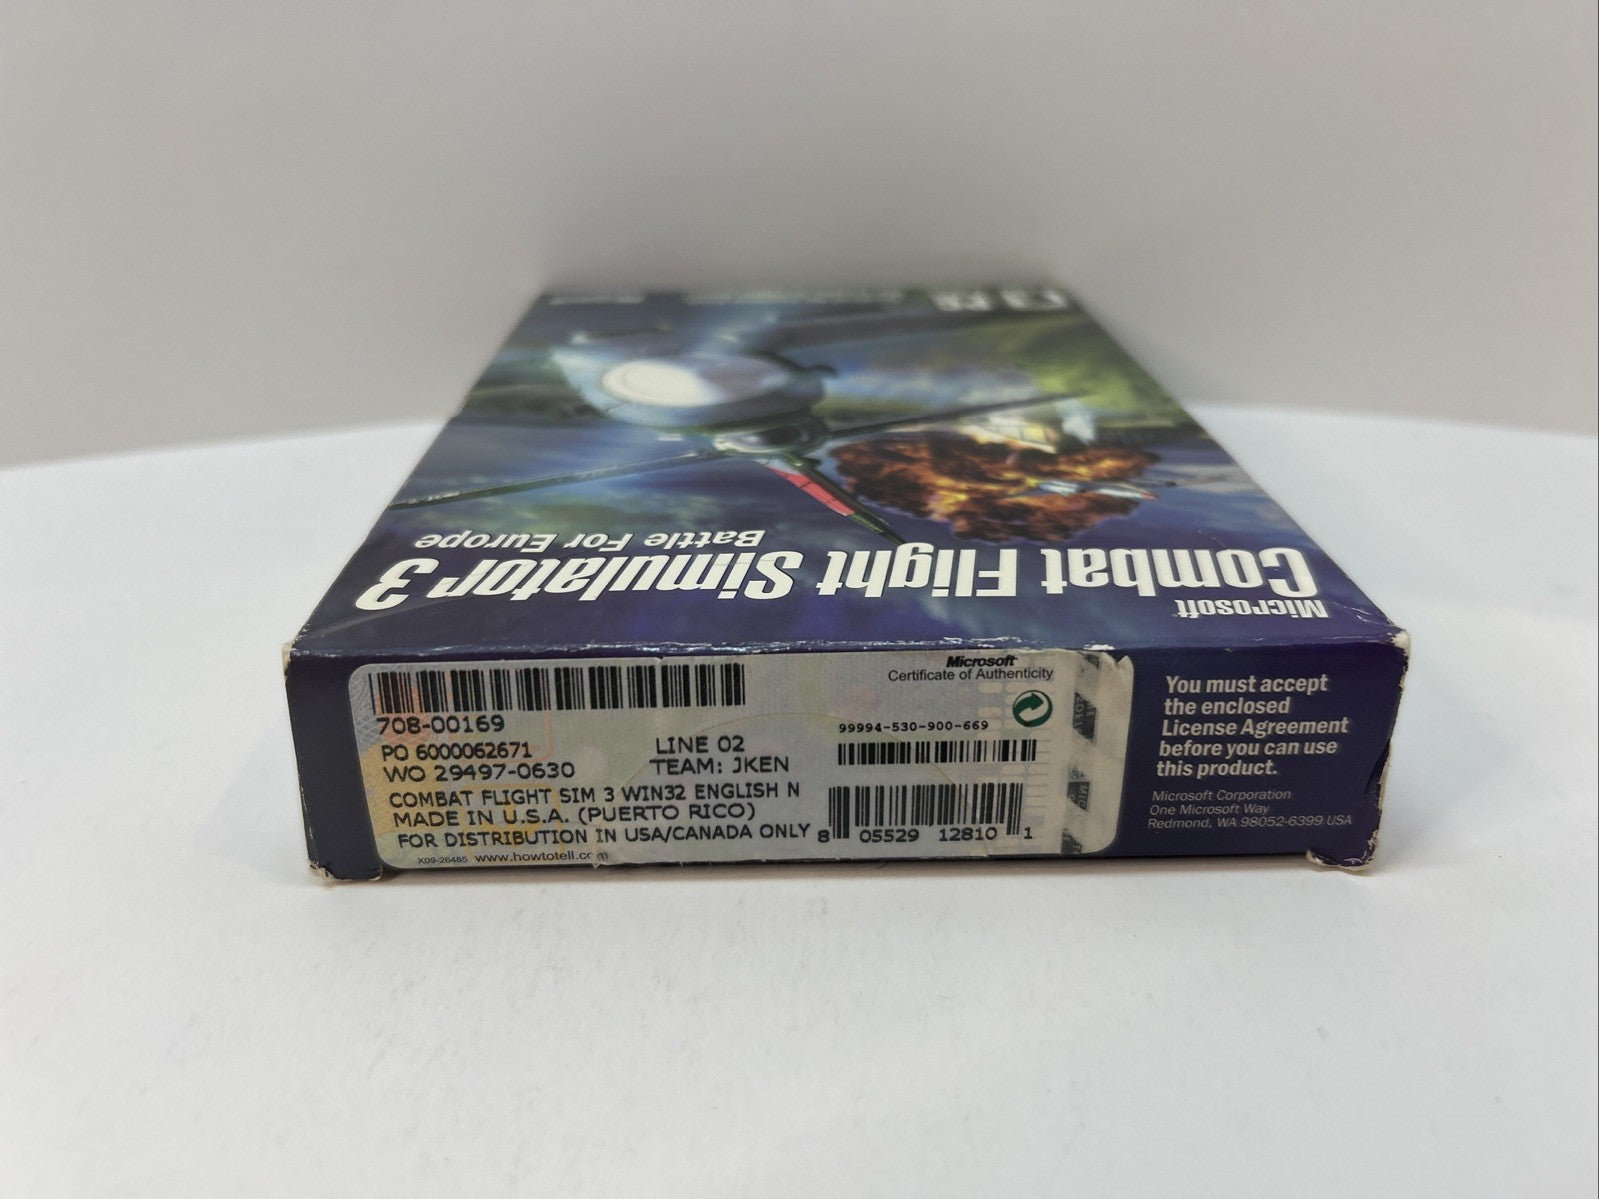 Microsoft
Combat Flight Simulator 3
Battle For Europe
708-00169
PO 6000062671
WO 29497-0630
LINE 02
TEAM: JKEN
COMBAT FLIGHT SIM 3 WIN32 ENGLISH N
MADE IN U.S.A. (PUERTO RICO)
FOR DISTRIBUTION IN USA/CANADA ONLY
X09-26485 www.howtotell.com
Microsoft
Certificate of Authenticity
99994-530-900-669
8 05529 12810 1
You must accept
the enclosed
License Agreement
before you can use
this product.
Microsoft Corporation
One Microsoft Way
Redmond, WA 98052-6399 USA